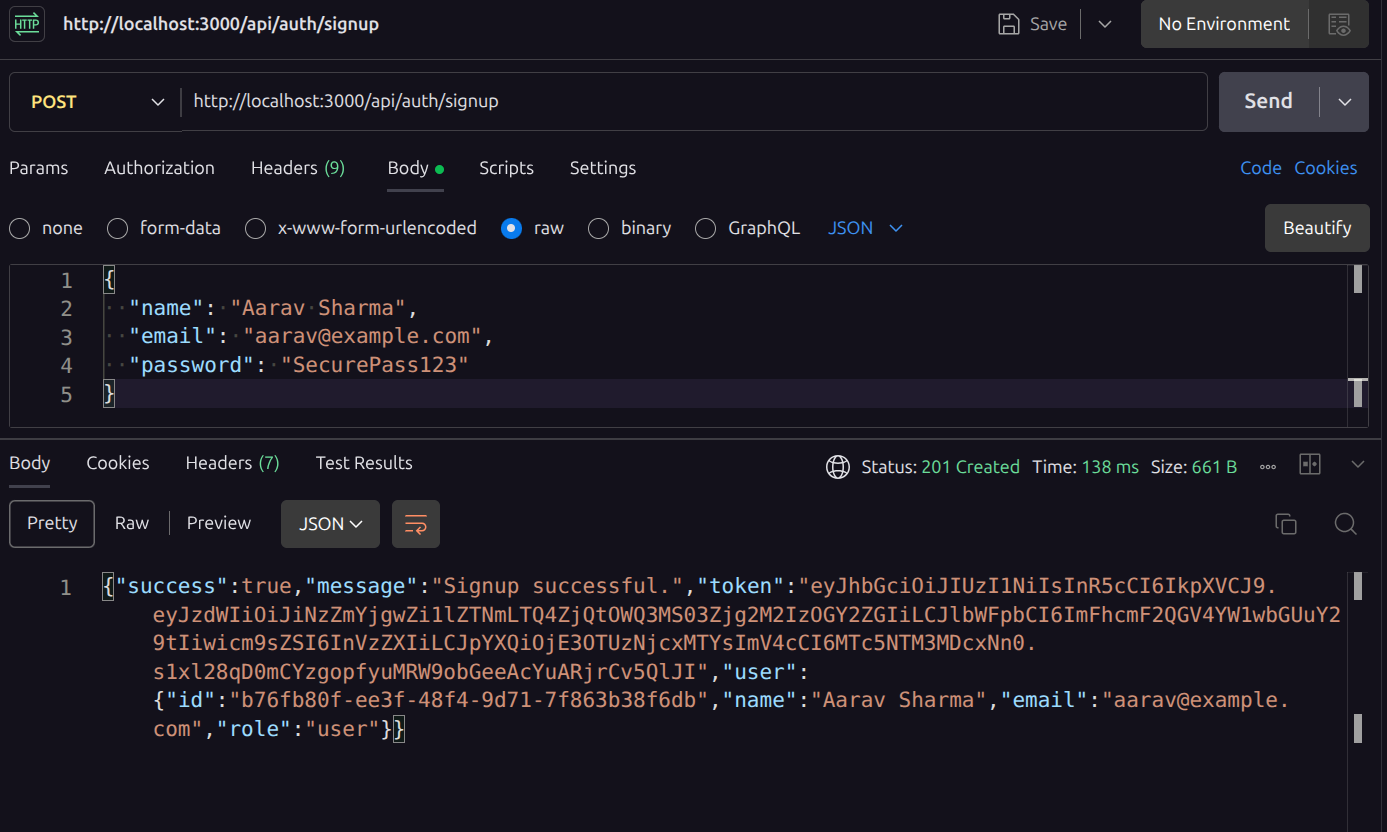 HTTP http://localhost:3000/api/auth/signup Save No Environment
POST http://localhost:3000/api/auth/signup Send
Params Authorization Headers (9) Body Scripts Settings Code Cookies
none form-data x-www-form-urlencoded raw binary GraphQL JSON Beautify
1 {
2 "name": "Aarav Sharma",
3 "email": "aarav@example.com",
4 "password": "SecurePass123"
5 }
Body Cookies Headers (7) Test Results Status: 201 Created Time: 138 ms Size: 661 B
Pretty Raw Preview JSON
1 {"success":true,"message":"Signup successful.","token":"eyJhbGciOiJIUzI1NiIsInR5cCI6IkpXVCJ9.
eyJzdWIiOiJiNzZmYjgwZi1lZTNmLTQ4ZjQtOWQ3MS03Zjg2M2IzOGY2ZGIiLCJlbWFpbCI6ImFhcmF2QGV4YW1wbGUuY2
9tIiwicm9sZSI6InVzZXIiLCJpYXQiOjE3OTUzNjcxMTYsImV4cCI6MTc5NTM3MDcxNn0.
s1xl28qD0mCYzgopfyuMRW9obGeeAcYuARjrCv5QlJI","user":
{"id":"b76fb80f-ee3f-48f4-9d71-7f863b38f6db","name":"Aarav Sharma","email":"aarav@example.
com","role":"user"}}